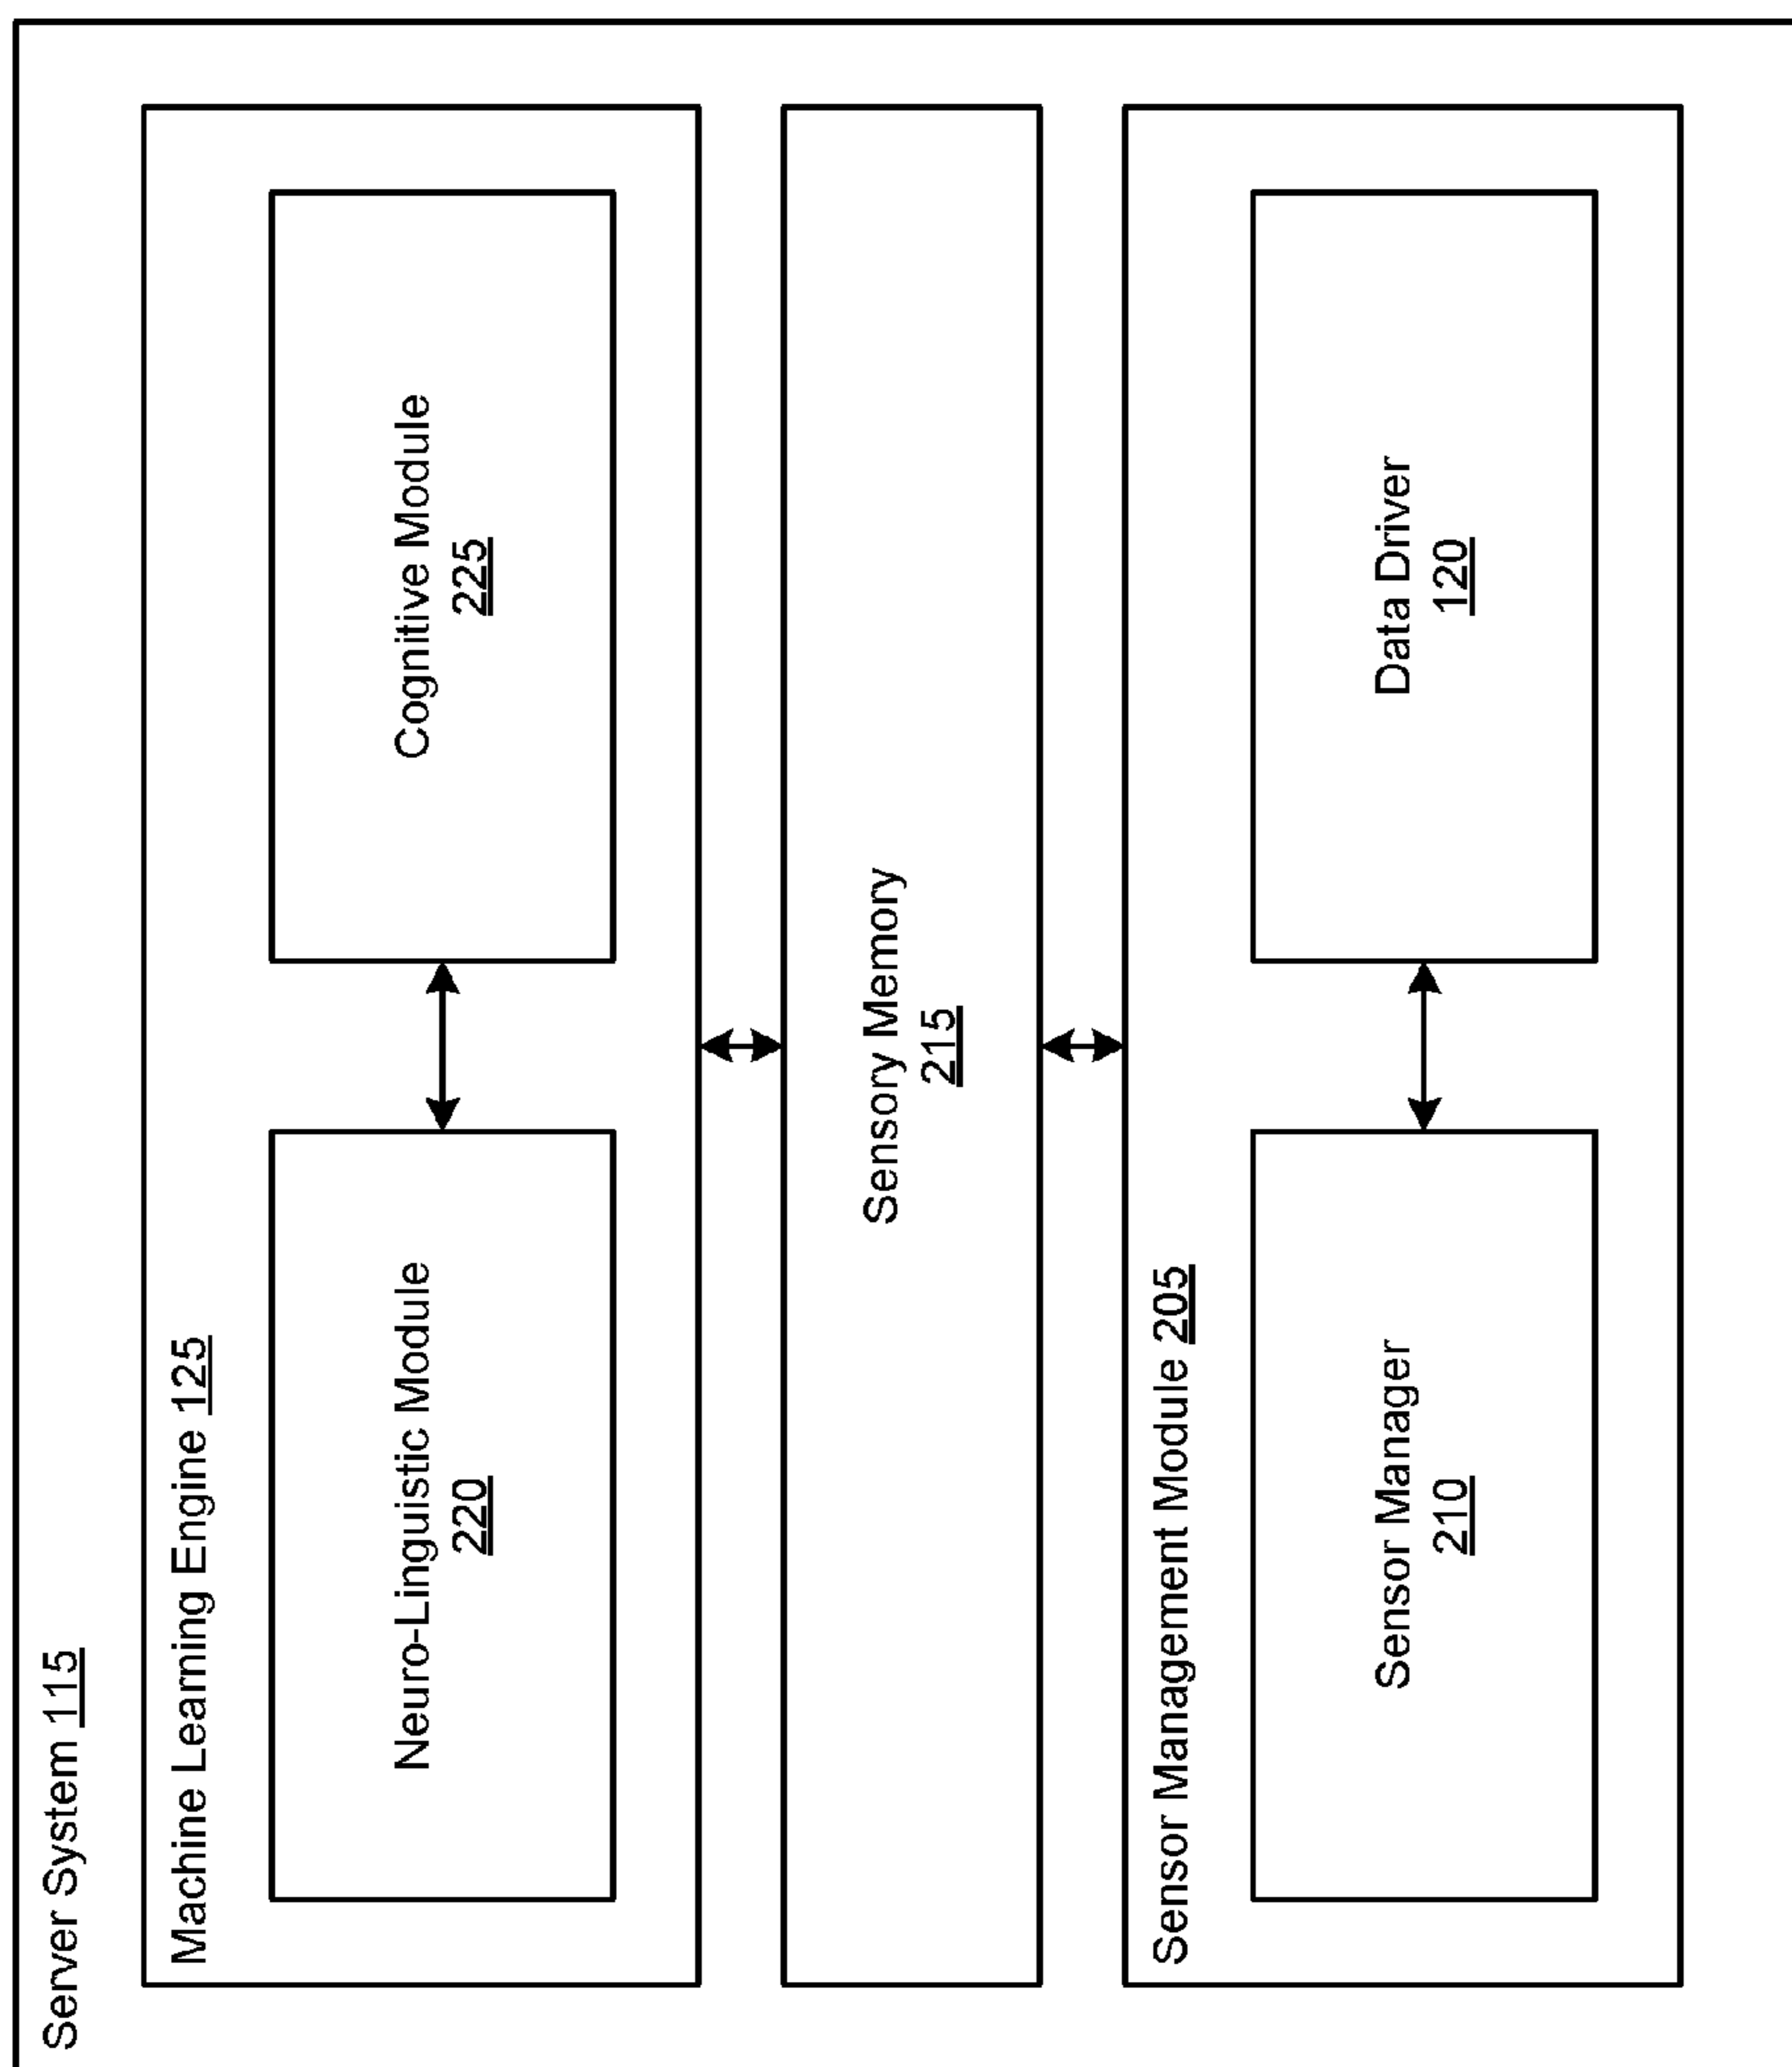 Server System 115
Machine Learning Engine 125
Neuro-Linguistic Module
220
Cognitive Module
225
Sensory Memory
215
Sensor Management Module 205
Sensor Manager
210
Data Driver
120